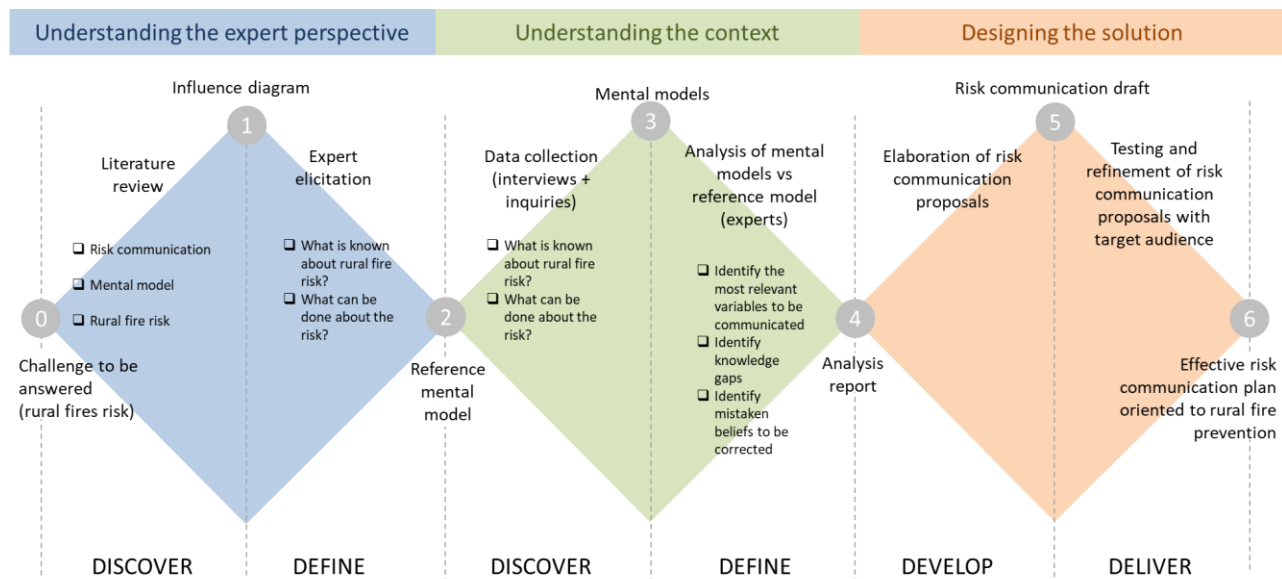 Understanding the expert perspective
Understanding the context
Designing the solution
Influence diagram
1
Literature
review
Expert
elicitation
❑ Risk communication
❑ Mental model
❑ Rural fire risk
❑ What is known
about rural fire
risk?
❑ What can be
done about the
risk?
0
Challenge to be
answered
(rural fires risk)
2
Reference
mental
model
Mental models
3
Data collection
(interviews +
inquiries)
Analysis of mental
models vs
reference model
(experts)
❑ What is known
about rural fire
risk?
❑ What can be
done about the
risk?
❑ Identify the
most relevant
variables to be
communicated
❑ Identify
knowledge
gaps
❑ Identify
mistaken
beliefs to be
corrected
4
Analysis
report
Risk communication draft
5
Elaboration of risk
communication
proposals
Testing and
refinement of risk
communication
proposals with
target audience
6
Effective risk
communication plan
oriented to rural fire
prevention
DISCOVER
DEFINE
DISCOVER
DEFINE
DEVELOP
DELIVER